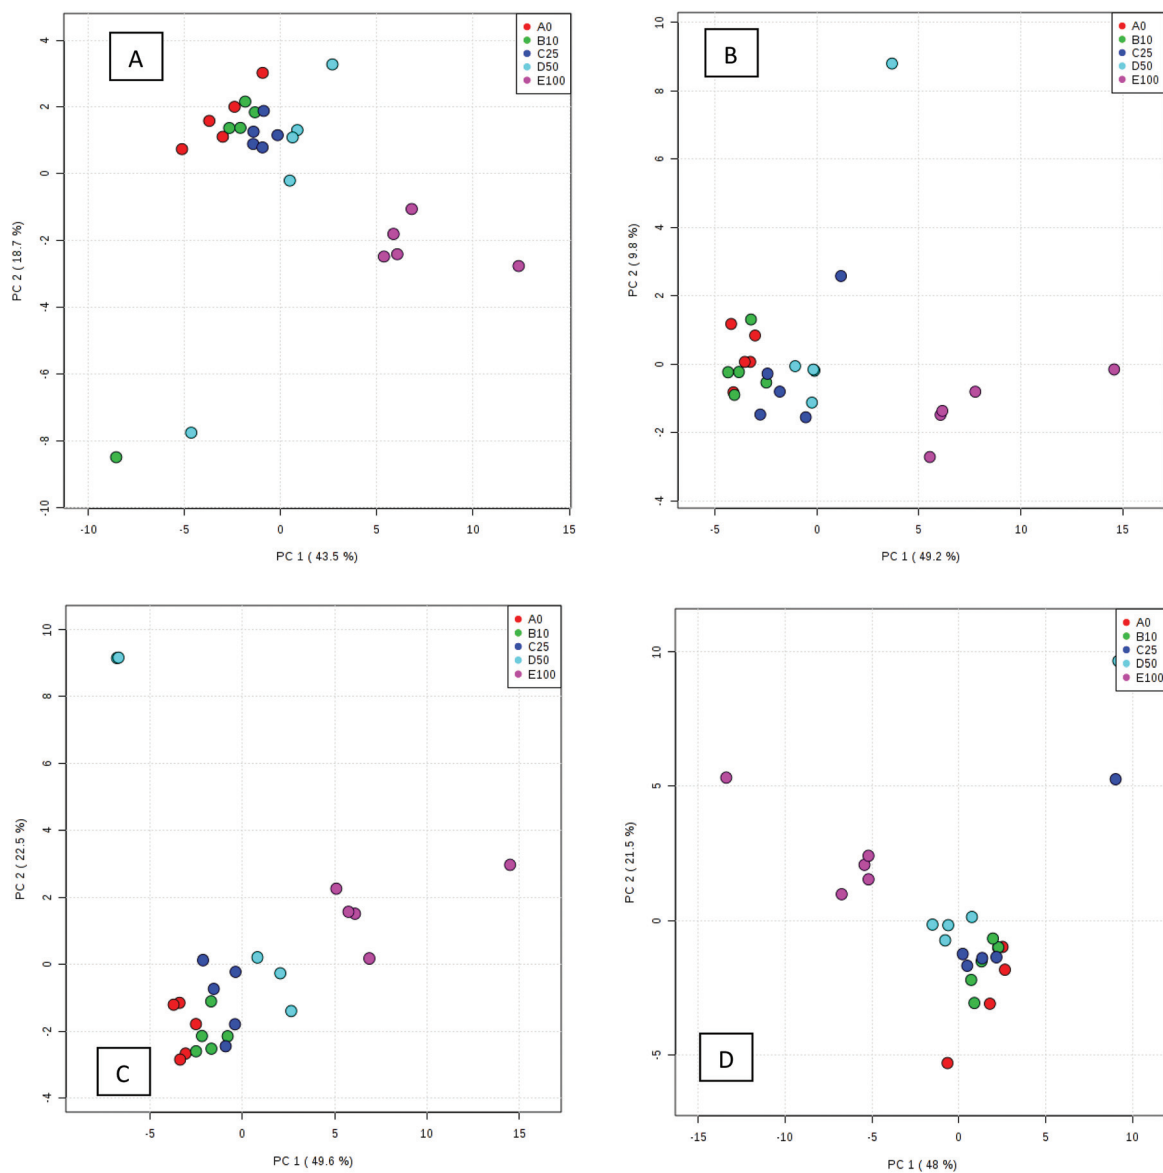 A
A0
B10
C25
D50
E100
4
2
0
-2
-4
-6
-8
-10
PC 2 ( 18.7 %)
-10 -5 0 5 10 15
PC 1 ( 43.5 %)
B
A0
B10
C25
D50
E100
10
8
6
4
2
0
-2
-4
PC 2 ( 9.8 %)
-5 0 5 10 15
PC 1 ( 49.2 %)
A0
B10
C25
D50
E100
10
8
6
4
2
0
-2
-4
PC 2 ( 22.5 %)
C
-5 0 5 10 15
PC 1 ( 49.6 %)
A0
B10
C25
D50
E100
10
5
0
-5
PC 2 ( 21.5 %)
D
-15 -10 -5 0 5 10
PC 1 ( 48 %)